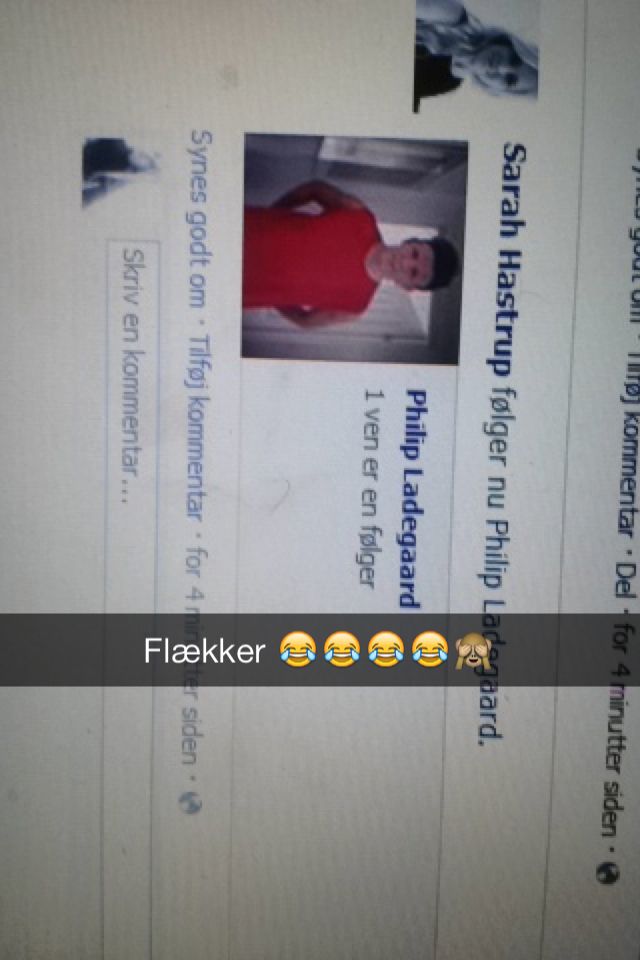 Synes godt om · Tilføj kommentar · Del · for 4 minutter siden ·
Sarah Hastrup følger nu Philip Ladegaard.
Philip Ladegaard
1 ven er en følger
Synes godt om · Tilføj kommentar · for 4 minutter siden ·
Skriv en kommentar...
Flækker 😂😂😂😂🙈